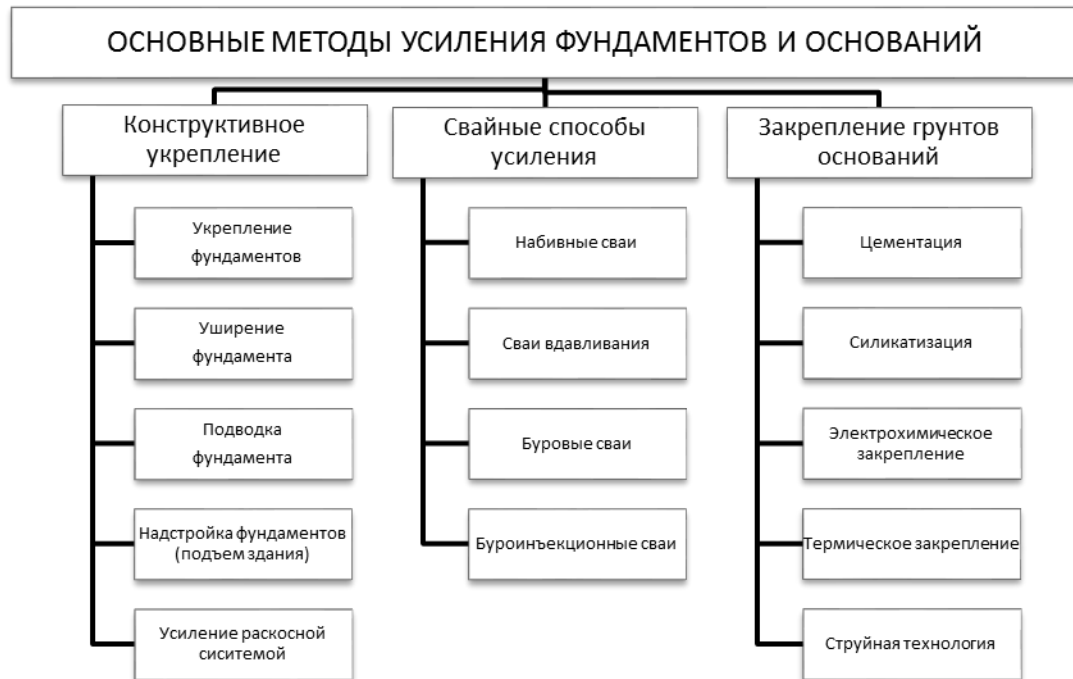 ОСНОВНЫЕ МЕТОДЫ УСИЛЕНИЯ ФУНДАМЕНТОВ И ОСНОВАНИЙ
Конструктивное
укрепление
Укрепление
фундаментов
Уширение
фундамента
Подводка
фундамента
Надстройка фундаментов
(подъем здания)
Усиление раскосной
сиситемой
Свайные способы
усиления
Набивные сваи
Сваи вдавливания
Буровые сваи
Буроинъекционные сваи
Закрепление грунтов
оснований
Цементация
Силикатизация
Электрохимическое
закрепление
Термическое закрепление
Струйная технология